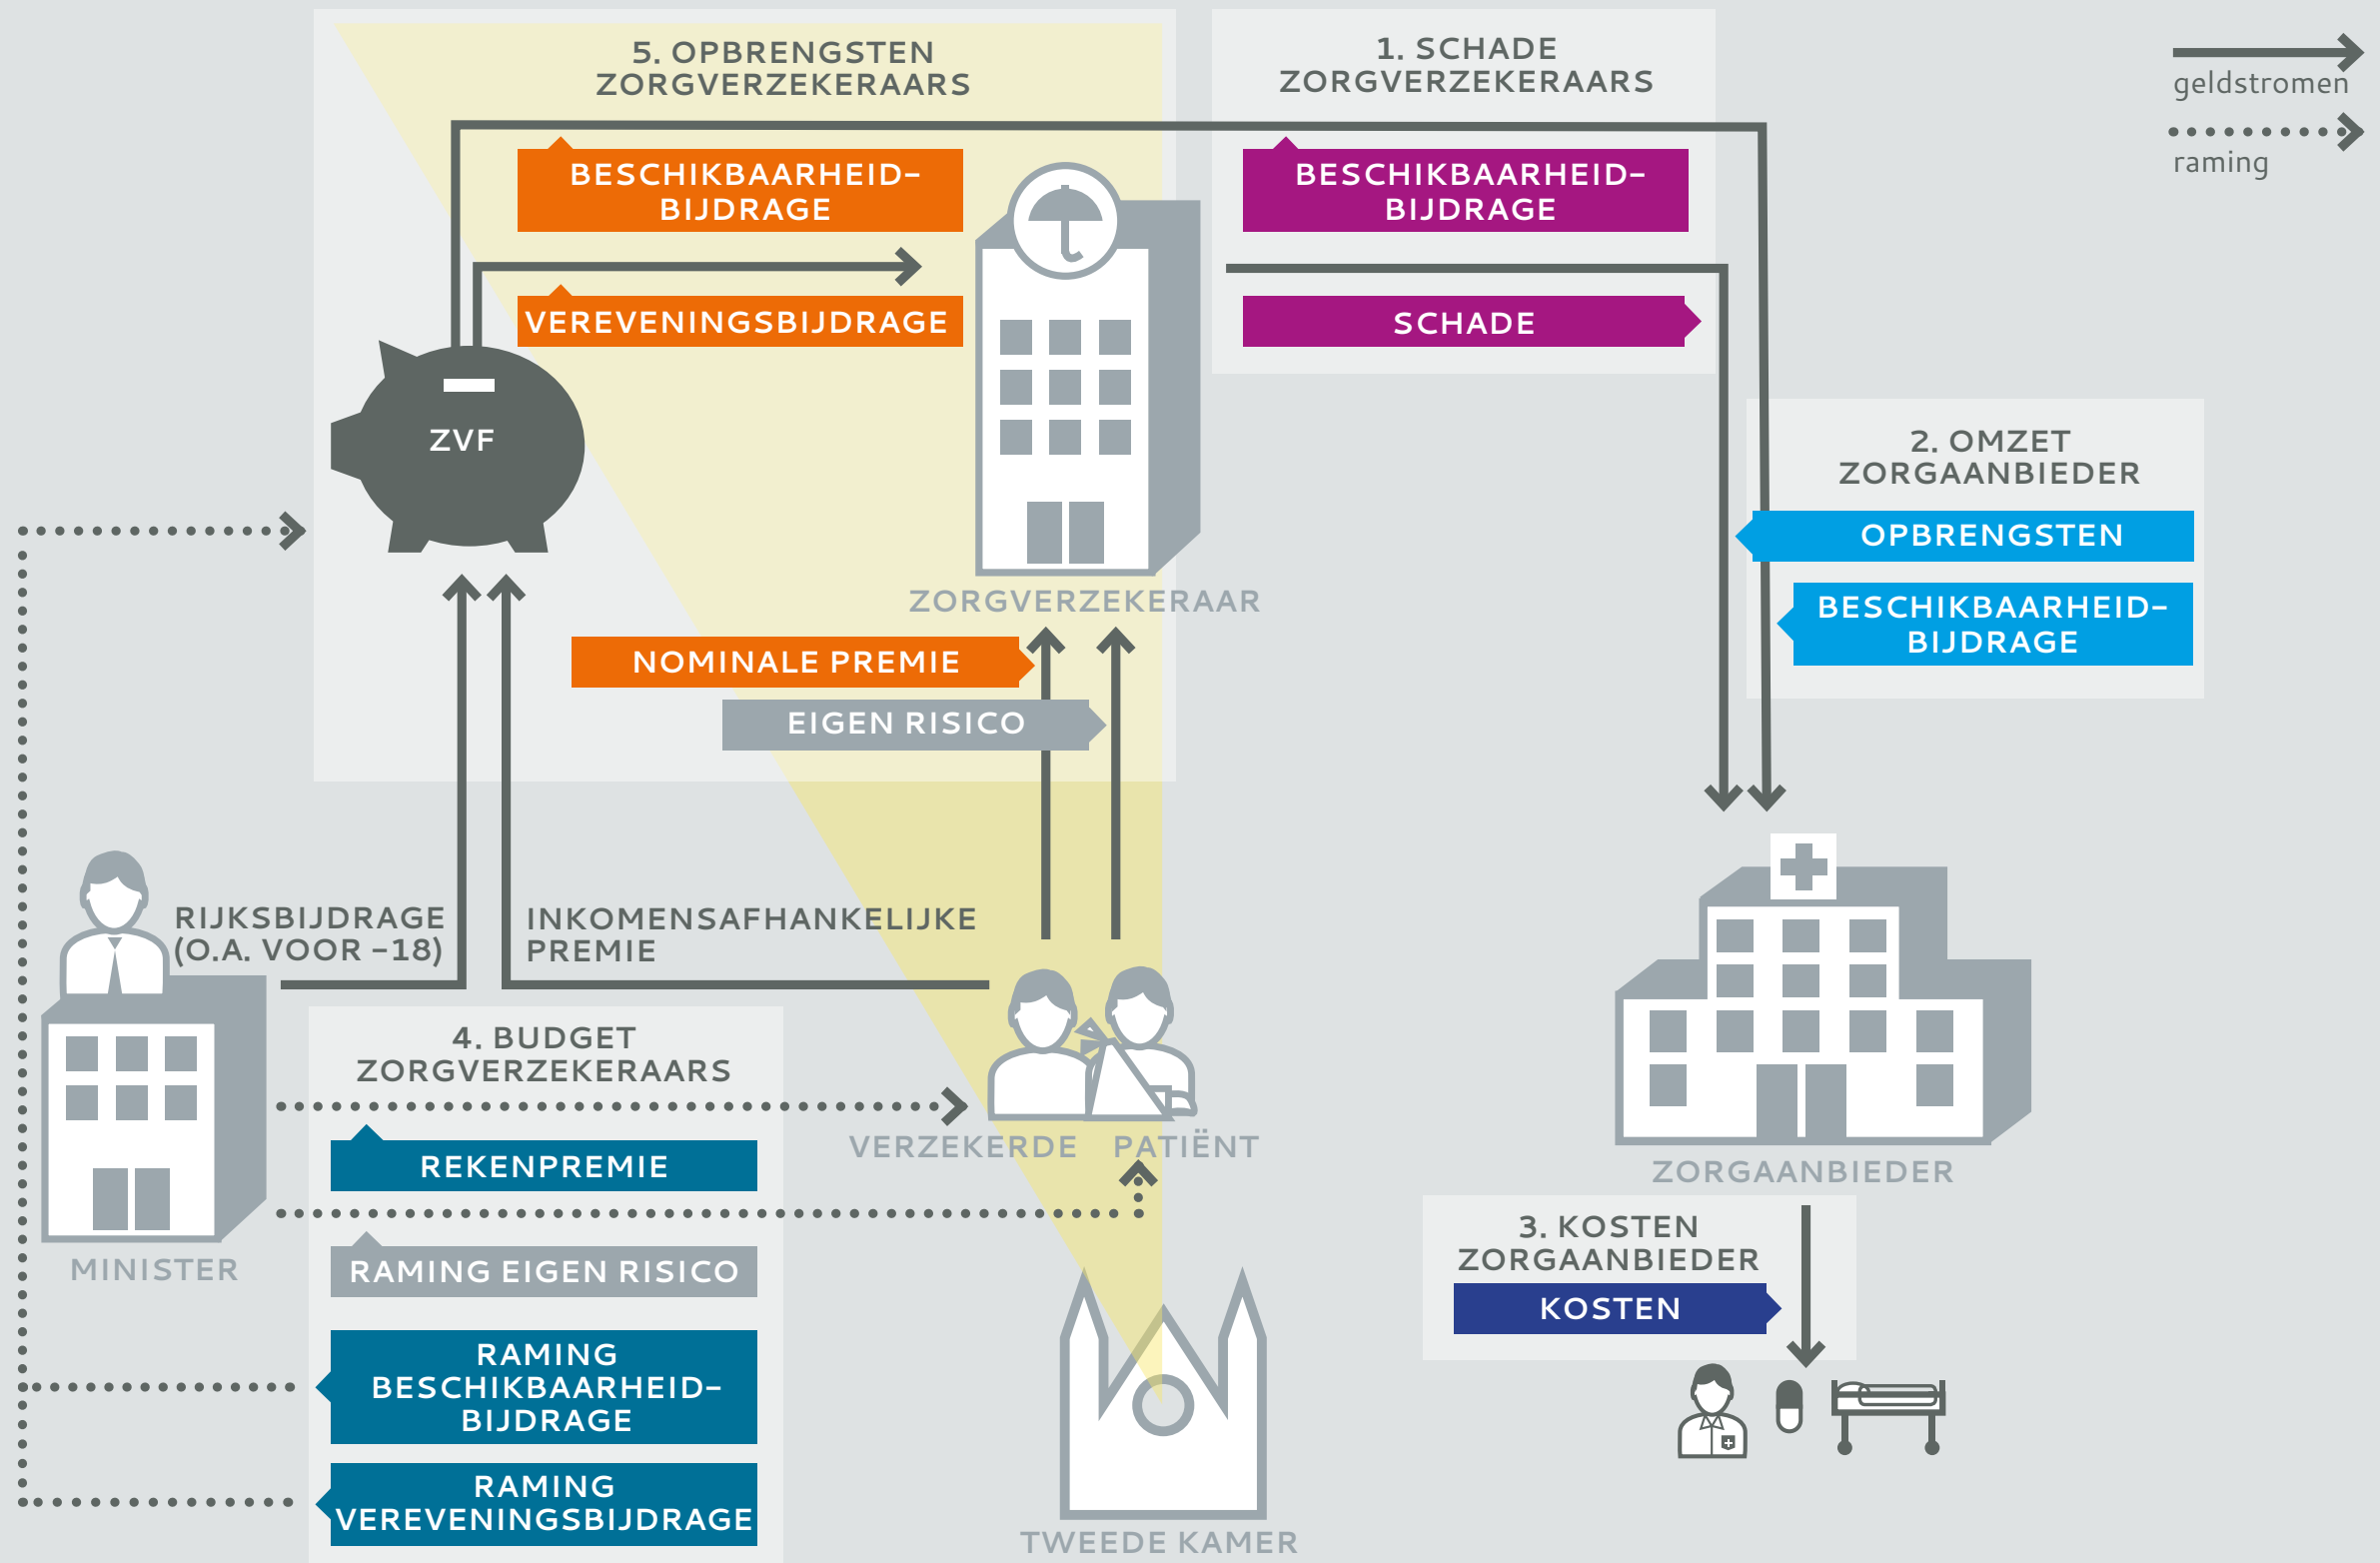 5. OPBRENGSTEN
ZORGVERZEKERAARS
1. SCHADE
ZORGVERZEKERAARS
geldstromen
raming
BESCHIKBAARHEID-
BIJDRAGE
VEREVENINGSBIJDRAGE
BESCHIKBAARHEID-
BIJDRAGE
SCHADE
ZVF
2. OMZET
ZORGAANBIEDER
OPBRENGSTEN
BESCHIKBAARHEID-
BIJDRAGE
ZORGVERZEKERAAR
NOMINALE PREMIE
EIGEN RISICO
RIJKSBIJDRAGE
(O.A. VOOR -18)
INKOMENSAFHANKELIJKE
PREMIE
4. BUDGET
ZORGVERZEKERAARS
REKENPREMIE
VERZEKERDE
PATIËNT
ZORGAANBIEDER
MINISTER
RAMING EIGEN RISICO
3. KOSTEN
ZORGAANBIEDER
KOSTEN
RAMING
BESCHIKBAARHEID-
BIJDRAGE
RAMING
VEREVENINGSBIJDRAGE
TWEEDE KAMER